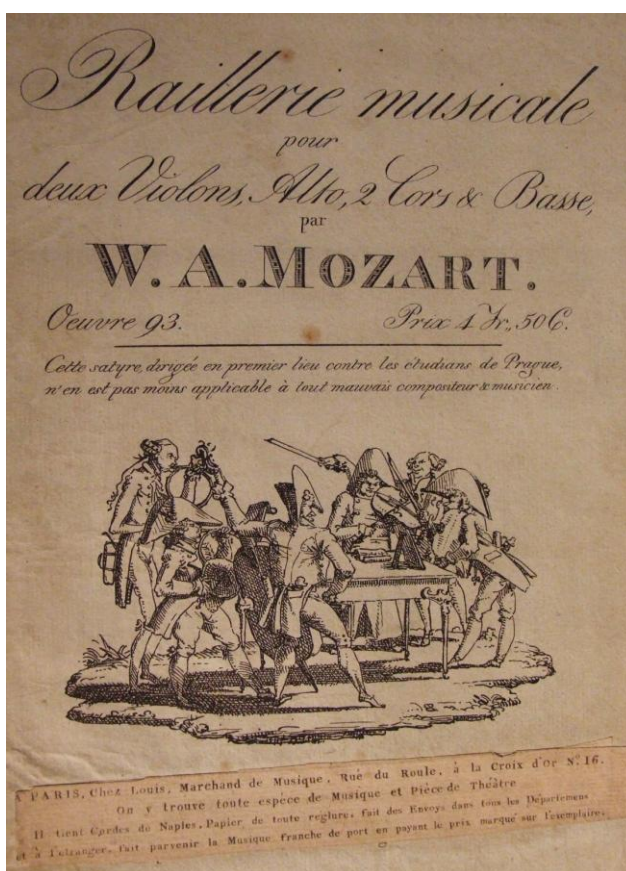 Raillerie musicale
pour
deux Violons, Alto, 2 Cors & Basse,
par
W. A. MOZART.
Oeuvre 93. Prix 4 Fr., 50 C.
Cette satyre, dirigée en premier lieu contre les étudians de Prague,
n'en est pas moins applicable à tout mauvais compositeur & musicien.
A PARIS, Chez Louis, Marchand de Musique, Rue du Roule, à la Croix d'Or No. 16.
On y trouve toute espèce de Musique et Pièce de Théâtre
Il tient Cordes de Naples, Papier de toute reglure, fait des Envoys dans tous les Départemens
et à l'etranger, fait parvenir la Musique franche de port en payant le prix marqué sur l'exemplaire.